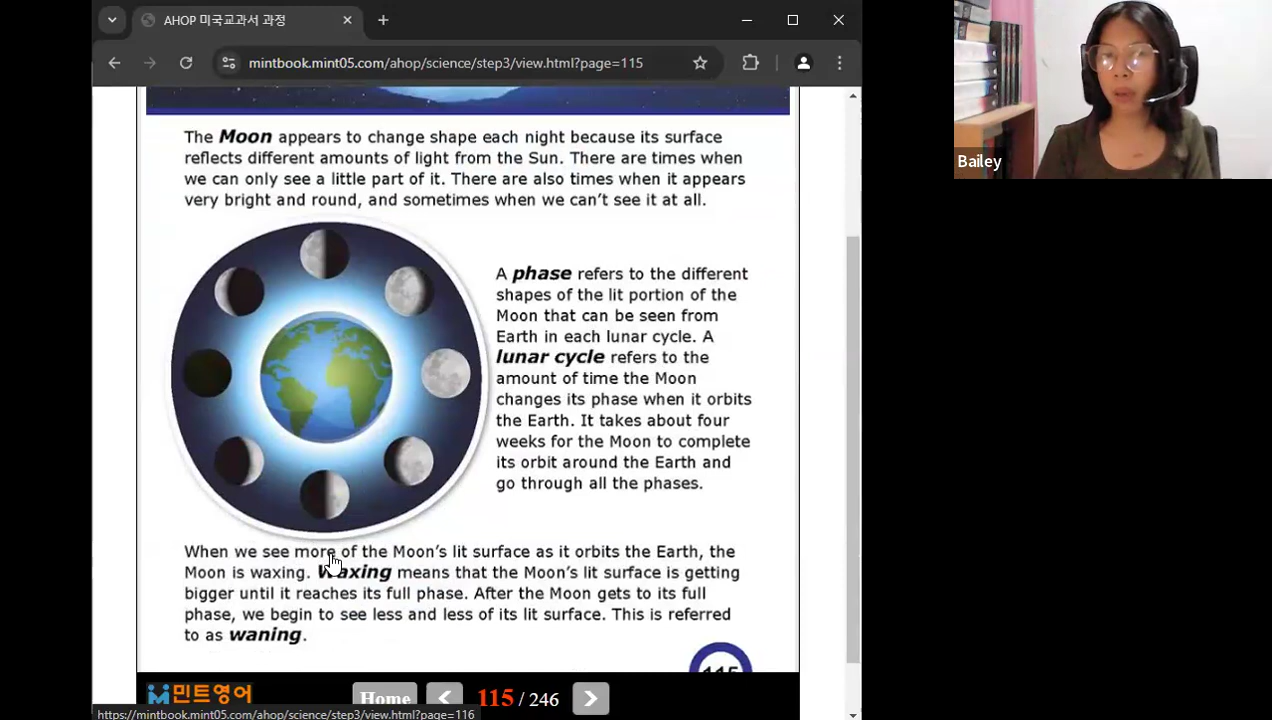 AHOP 미국교과서 과정
mintbook.mint05.com/ahop/science/step3/view.html?page=115
Bailey
The Moon appears to change shape each night because its surface
reflects different amounts of light from the Sun. There are times when
we can only see a little part of it. There are also times when it appears
very bright and round, and sometimes when we can't see it at all.
A phase refers to the different
shapes of the lit portion of the
Moon that can be seen from
Earth in each lunar cycle. A
lunar cycle refers to the
amount of time the Moon
changes its phase when it orbits
the Earth. It takes about four
weeks for the Moon to complete
its orbit around the Earth and
go through all the phases.
When we see more of the Moon's lit surface as it orbits the Earth, the
Moon is waxing. Waxing means that the Moon's lit surface is getting
bigger until it reaches its full phase. After the Moon gets to its full
phase, we begin to see less and less of its lit surface. This is referred
to as waning.
115
민트영어
Home
115 / 246
https://mintbook.mint05.com/ahop/science/step3/view.html?page=116